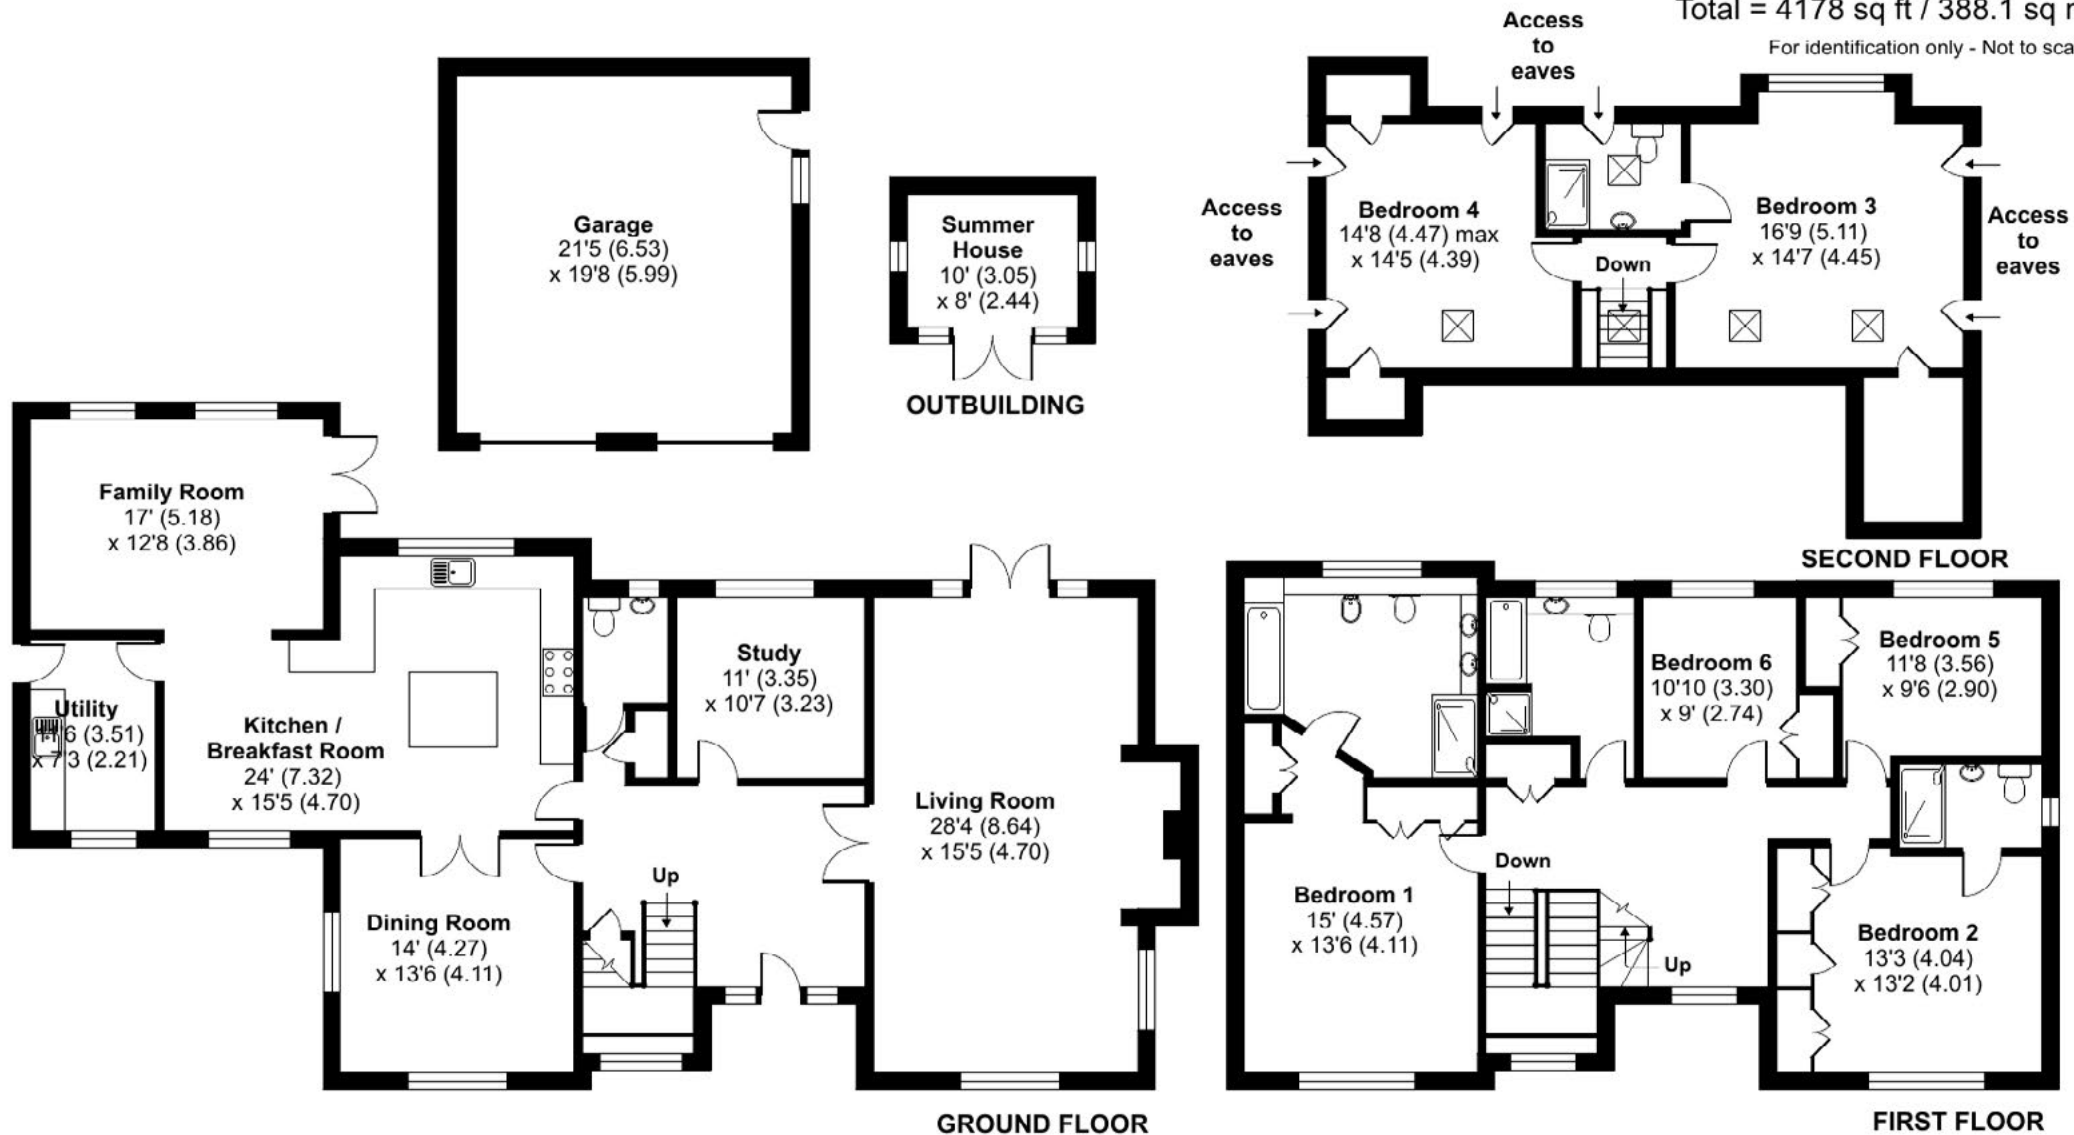 Total = 4178 sq ft / 388.1 sq
For identification only - Not to
Access
to
eaves
Garage
21'5 (6.53)
x 19'8 (5.99)
Summer
House
10' (3.05)
x 8' (2.44)
OUTBUILDING
Access
to
eaves
Bedroom 4
14'8 (4.47) max
x 14'5 (4.39)
Down
Bedroom 3
16'9 (5.11)
x 14'7 (4.45)
Access
to
eaves
SECOND FLOOR
Family Room
17' (5.18)
x 12'8 (3.86)
Utility
(3.51)
x 7'3 (2.21)
Kitchen /
Breakfast Room
24' (7.32)
x 15'5 (4.70)
Study
11' (3.35)
x 10'7 (3.23)
Living Room
28'4 (8.64)
x 15'5 (4.70)
Up
Dining Room
14' (4.27)
x 13'6 (4.11)
GROUND FLOOR
Bedroom 6
10'10 (3.30)
x 9' (2.74)
Bedroom 5
11'8 (3.56)
x 9'6 (2.90)
Bedroom 1
15' (4.57)
x 13'6 (4.11)
Down
Up
Bedroom 2
13'3 (4.04)
x 13'2 (4.01)
FIRST FLOOR